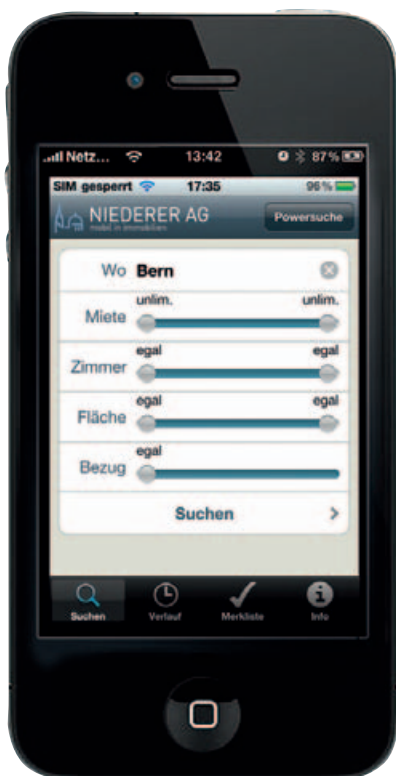 Netz... 13:42 87%
SIM gesperrt 17:35 96%
NIEDERER AG
Powersuche
Wo Bern
unlim. unlim.
Miete
egal egal
Zimmer
egal egal
Fläche
egal
Bezug
Suchen
Suchen Verlauf Merkliste Info